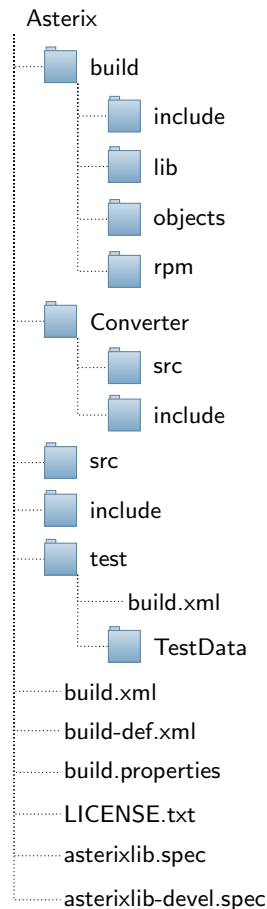 Asterix
build
include
lib
objects
rpm
Converter
src
include
src
include
test
build.xml
TestData
build.xml
build-def.xml
build.properties
LICENSE.txt
asterixlib.spec
asterixlib-devel.spec